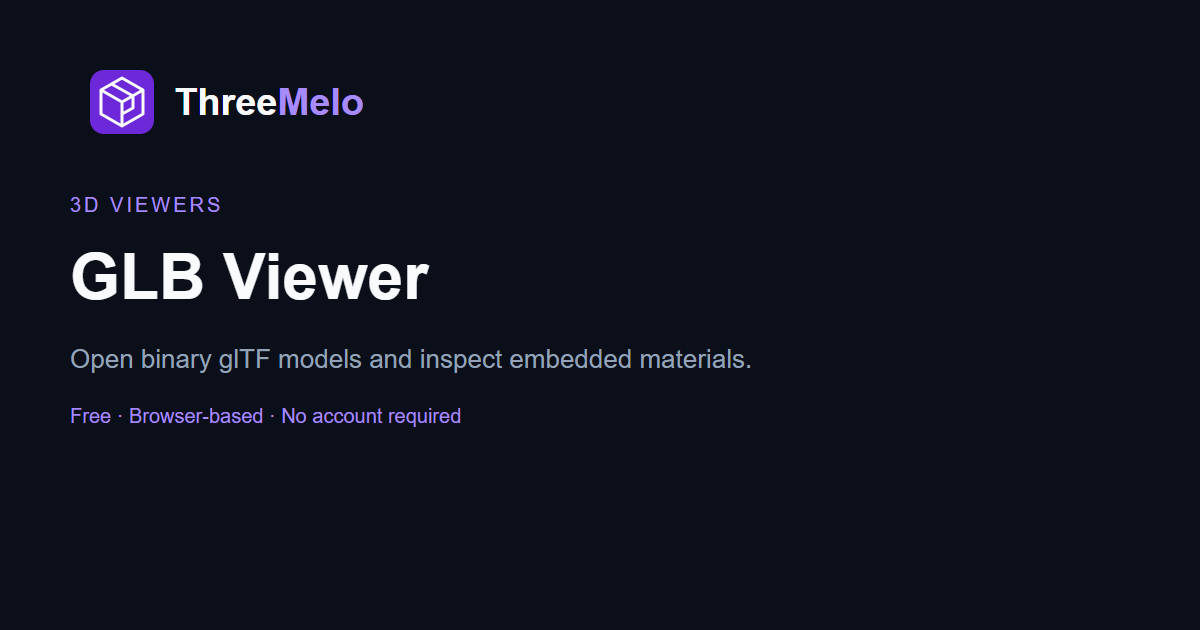 ThreeMelo
3D VIEWERS
GLB Viewer
Open binary glTF models and inspect embedded materials.
Free · Browser-based · No account required